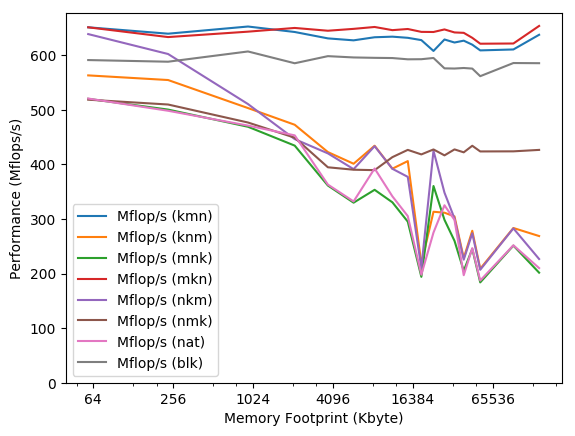 600
500
400
300
200
100
0
Performance (Mflops/s)
Mflop/s (kmn)
Mflop/s (knm)
Mflop/s (mnk)
Mflop/s (mkn)
Mflop/s (nkm)
Mflop/s (nmk)
Mflop/s (nat)
Mflop/s (blk)
64 256 1024 4096 16384 65536
Memory Footprint (Kbyte)